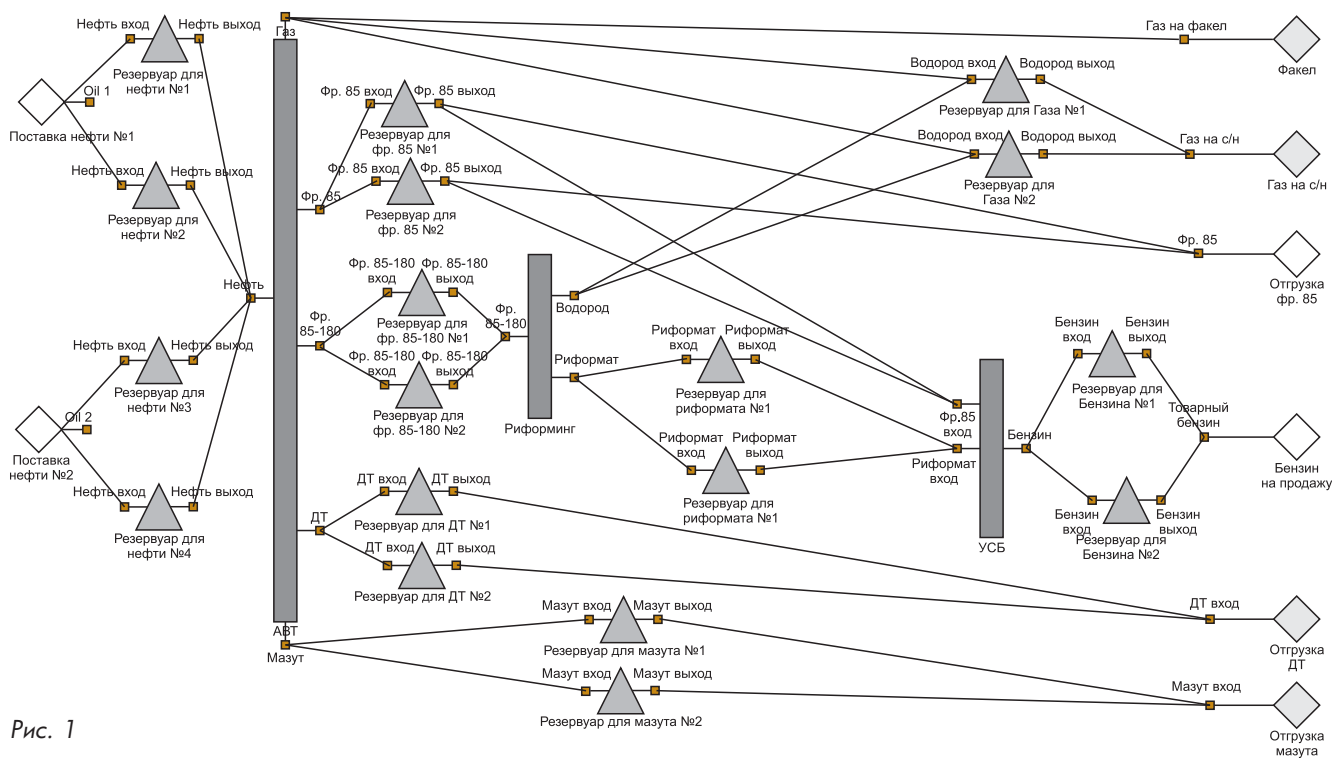 Нефть вход
Нефть выход
Резервуар для
нефти №1
Oil 1
Поставка нефти №1
Нефть вход
Нефть выход
Резервуар для
нефти №2
Нефть
Нефть вход
Нефть выход
Резервуар для
нефти №3
Oil 2
Поставка
нефти №2
Нефть вход
Нефть выход
Резервуар для
нефти №4
Газ
Фр. 85 вход
Фр. 85 выход
Резервуар для
фр. 85 №1
Фр. 85
Фр. 85 вход
Фр. 85 выход
Резервуар для
фр. 85 №2
Фр.
85-180
Фр. 85-180
вход
Фр. 85-180
выход
Резервуар для
фр. 85-180 №1
Фр. 85-180
вход
Фр. 85-180
выход
Резервуар для
фр. 85-180 №2
Фр.
85-180
Водород
Риформат
Риформинг
ДТ
ДТ вход
ДТ выход
Резервуар для ДТ №1
ДТ вход
ДТ выход
Резервуар для ДТ №2
АВТ
Мазут
Мазут вход
Мазут выход
Резервуар для мазута №1
Мазут вход
Мазут выход
Резервуар для мазута №2
Риформат
вход
Риформат
выход
Резервуар для
риформата №1
Риформат
вход
Риформат
выход
Резервуар для
риформата №1
Водород вход
Водород выход
Резервуар для Газа №1
Водород вход
Водород выход
Резервуар для
Газа №2
Фр.85
вход
Риформат
вход
Бензин
УСБ
Бензин
вход
Бензин
выход
Резервуар для
Бензина №1
Бензин
вход
Бензин
выход
Резервуар для
Бензина №2
Товарный
бензин
Бензин
на продажу
Газ на факел
Факел
Газ на с/н
Газ на с/н
Фр. 85
Отгрузка
фр. 85
ДТ вход
Отгрузка
ДТ
Мазут вход
Отгрузка
мазута
Рис. 1